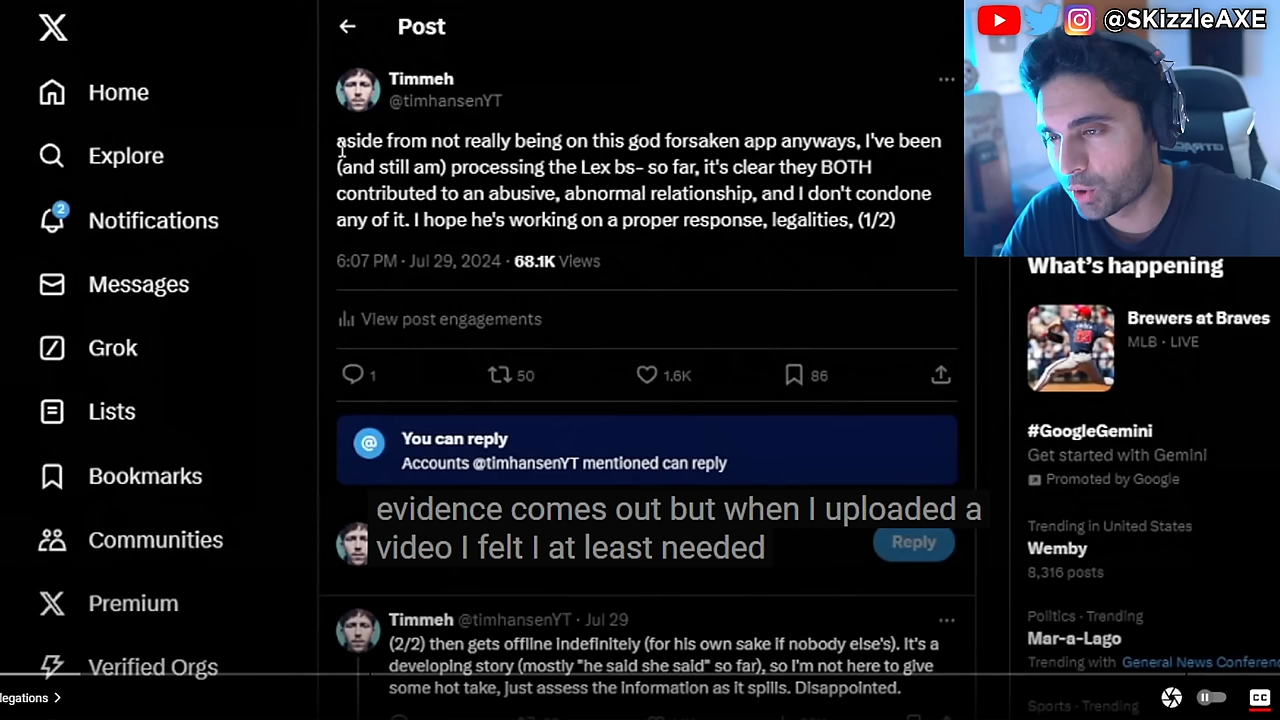 @SKizzleAXE
Home
Explore
2
Notifications
Messages
Grok
Lists
Bookmarks
Communities
Premium
Verified Orgs
legations >
Post
Timmeh
@timhansenYT
aside from not really being on this god forsaken app anyways, I've been
(and still am) processing the Lex bs- so far, it's clear they BOTH
contributed to an abusive, abnormal relationship, and I don't condone
any of it. I hope he's working on a proper response, legalities, (1/2)
6:07 PM · Jul 29, 2024 · 68.1K Views
View post engagements
1 50 1.6K 86
@ You can reply
Accounts @timhansenYT mentioned can reply
evidence comes out but when I uploaded a
video I felt I at least needed
Reply
Timmeh @timhansenYT · Jul 29
(2/2) then gets offline indefinitely (for his own sake if nobody else's). It's a
developing story (mostly "he said she said" so far), so I'm not here to give
some hot take, just assess the information as it spills. Disappointed.
What's happening
Brewers at Braves
MLB · LIVE
#GoogleGemini
Get started with Gemini
Promoted by Google
Trending in United States
Wemby
8,316 posts
Politics · Trending
Mar-a-Lago
Trending with General News Conferenc
Sports · Trending
CC